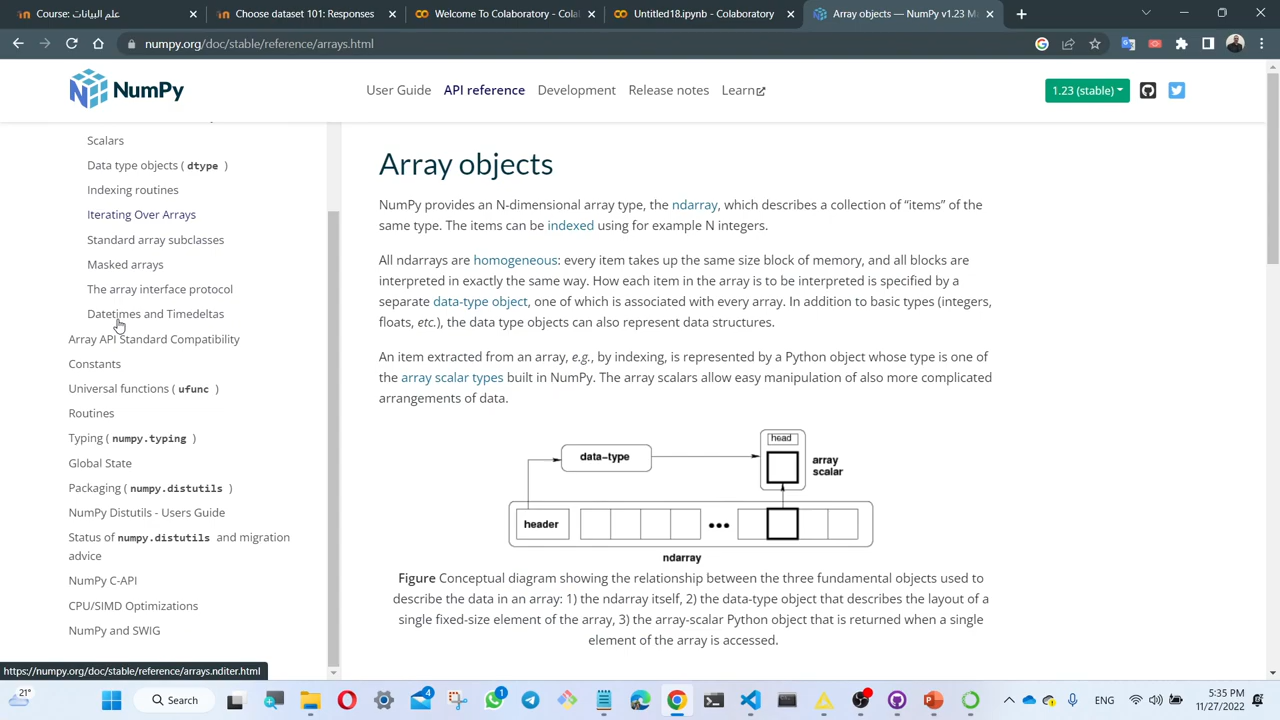 علی Course: مت
Choose dataset 101: Responses
Welcome To Colaboratory - Cola
Untitled18.ipynb - Colaboratory
Array objects — NumPy v1.23 Ma
numpy.org/doc/stable/reference/arrays.html
NumPy
User Guide
API reference
Development
Release notes
Learn
1.23 (stable)
Scalars
Data type objects ( dtype )
Indexing routines
Iterating Over Arrays
Standard array subclasses
Masked arrays
The array interface protocol
Datetimes and Timedeltas
Array API Standard Compatibility
Constants
Universal functions ( ufunc )
Routines
Typing ( numpy.typing )
Global State
Packaging ( numpy.distutils )
NumPy Distutils - Users Guide
Status of numpy.distutils and migration
advice
NumPy C-API
CPU/SIMD Optimizations
NumPy and SWIG
Array objects
NumPy provides an N-dimensional array type, the ndarray, which describes a collection of “items” of the
same type. The items can be indexed using for example N integers.
All ndarrays are homogeneous: every item takes up the same size block of memory, and all blocks are
interpreted in exactly the same way. How each item in the array is to be interpreted is specified by a
separate data-type object, one of which is associated with every array. In addition to basic types (integers,
floats, etc.), the data type objects can also represent data structures.
An item extracted from an array, e.g., by indexing, is represented by a Python object whose type is one of
the array scalar types built in NumPy. The array scalars allow easy manipulation of also more complicated
arrangements of data.
head
data-type
array
scalar
header
•••
ndarray
Figure Conceptual diagram showing the relationship between the three fundamental objects used to
describe the data in an array: 1) the ndarray itself, 2) the data-type object that describes the layout of a
single fixed-size element of the array, 3) the array-scalar Python object that is returned when a single
element of the array is accessed.
https://numpy.org/doc/stable/reference/arrays.nditer.html
21°
Search
4
1
ENG
5:35 PM
11/27/2022